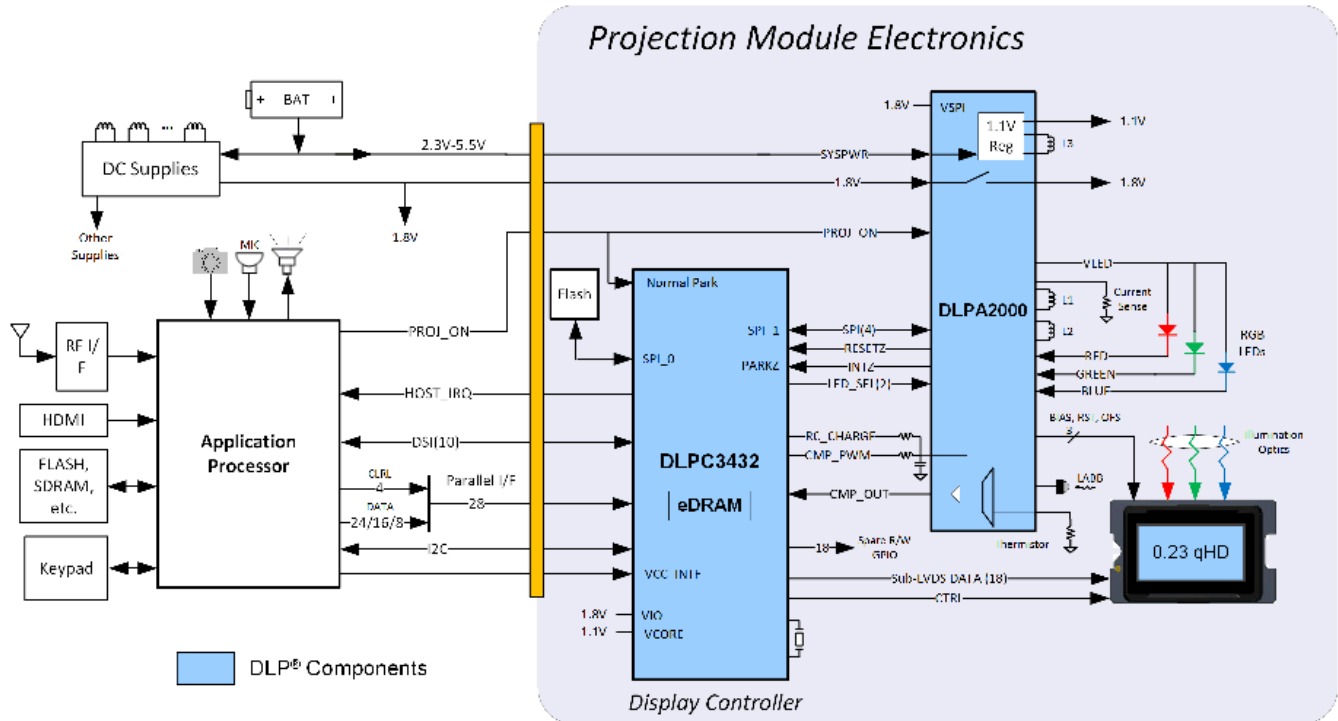 Projection Module Electronics
+ BAT
DC Supplies
2.3V-5.5V
SYSPWR
1.8V
1.8V
Other
Supplies
1.8V
VSPI
1.1V
Reg
1.1V
L3
1.8V
PROJ_ON
MIC
Flash
Normal Park
SPI_0
SPI_1
PARKZ
SPI(4)
RESETZ
INTZ
LED_SEL(2)
DLPA2000
VLED
Current
Sense
L1
L2
RGB
LEDs
RED
GREEN
BLUE
BIAS, RST, OFS
3
Illumination
Optics
RF I/
F
HDMI
FLASH,
SDRAM,
etc.
Keypad
Application
Processor
PROJ_ON
HOST_IRQ
DSI(10)
CLRL
4
DATA
24/16/8
Parallel I/F
28
I2C
VCC_INTF
1.8V
VIO
1.1V
VCORE
DLPC3432
eDRAM
RC_CHARGE
CMP_PWM
CMP_OUT
LABB
Thermistor
18
Spare R/W
GPIO
Sub-LVDS DATA (18)
CTRL
0.23 qHD
DLP® Components
Display Controller